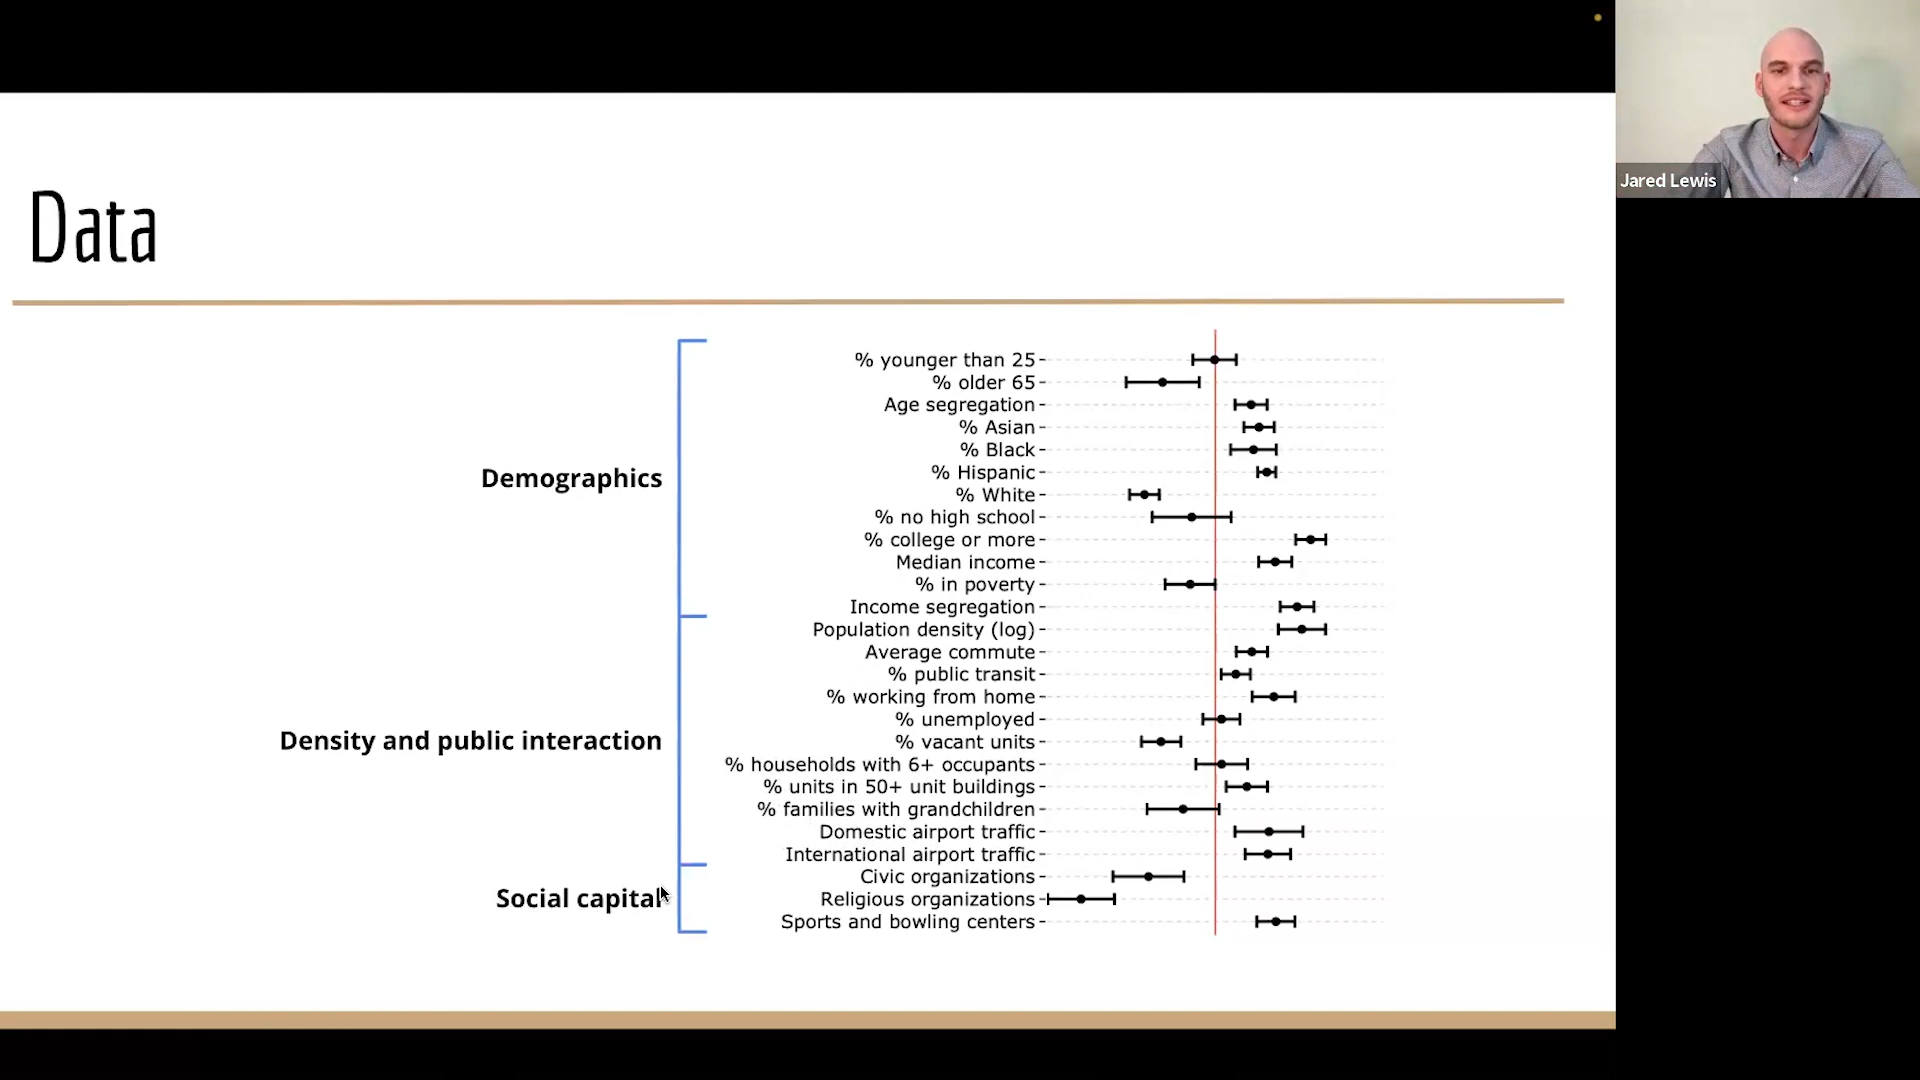 Jared Lewis
Data
Demographics
Density and public interaction
Social capital
% younger than 25
% older 65
Age segregation
% Asian
% Black
% Hispanic
% White
% no high school
% college or more
Median income
% in poverty
Income segregation
Population density (log)
Average commute
% public transit
% working from home
% unemployed
% vacant units
% households with 6+ occupants
% units in 50+ unit buildings
% families with grandchildren
Domestic airport traffic
International airport traffic
Civic organizations
Religious organizations
Sports and bowling centers